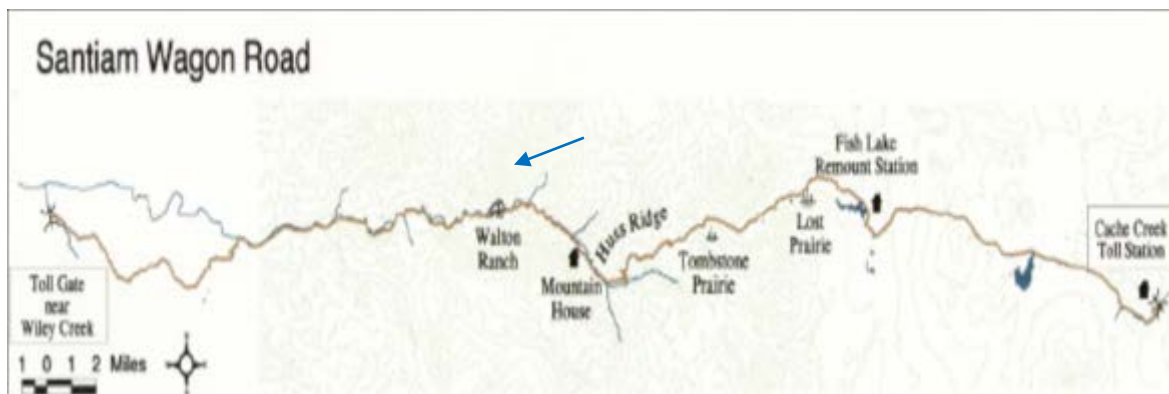 Santiam Wagon Road
Fish Lake
Remount Station
Cache Creek
Toll Station
Huss Ridge
Lost
Prairie
Walton
Ranch
Tombstone
Prairie
Mountain
House
Toll Gate
near
Wiley Creek
1 0 1 2 Miles